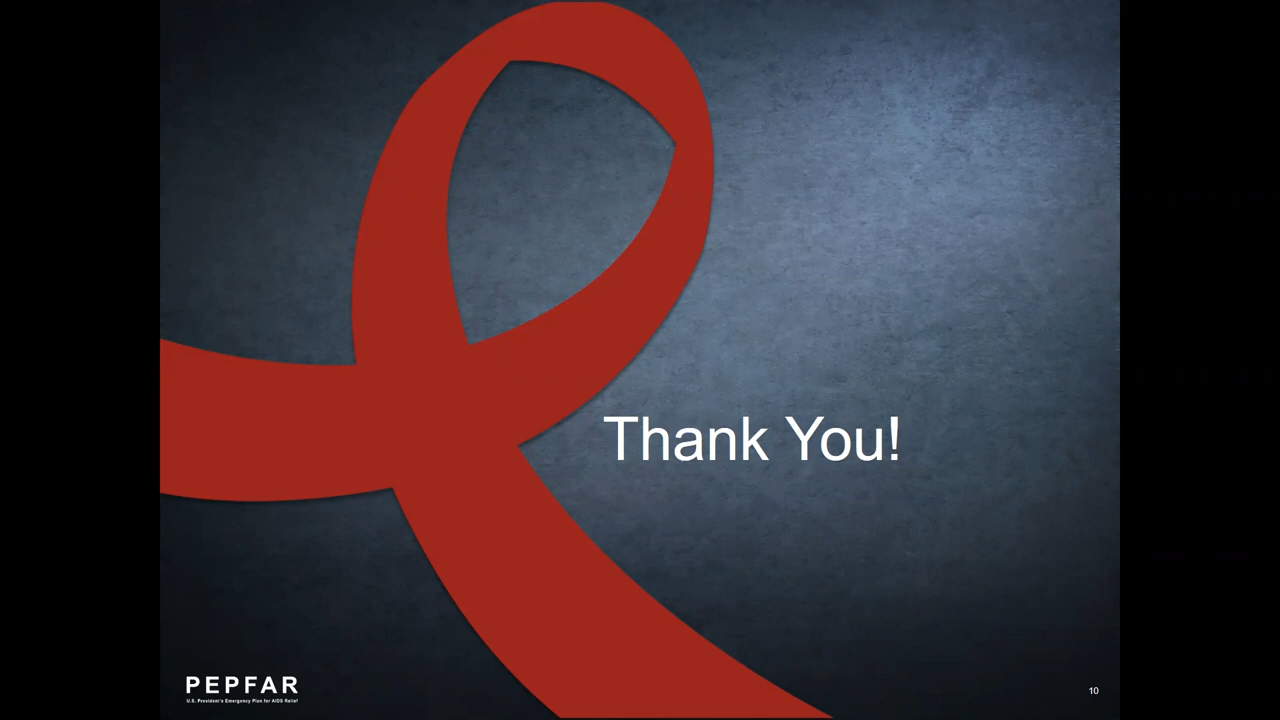 Thank You!
PEPFAR
U.S. President's Emergency Plan for AIDS Relief
10